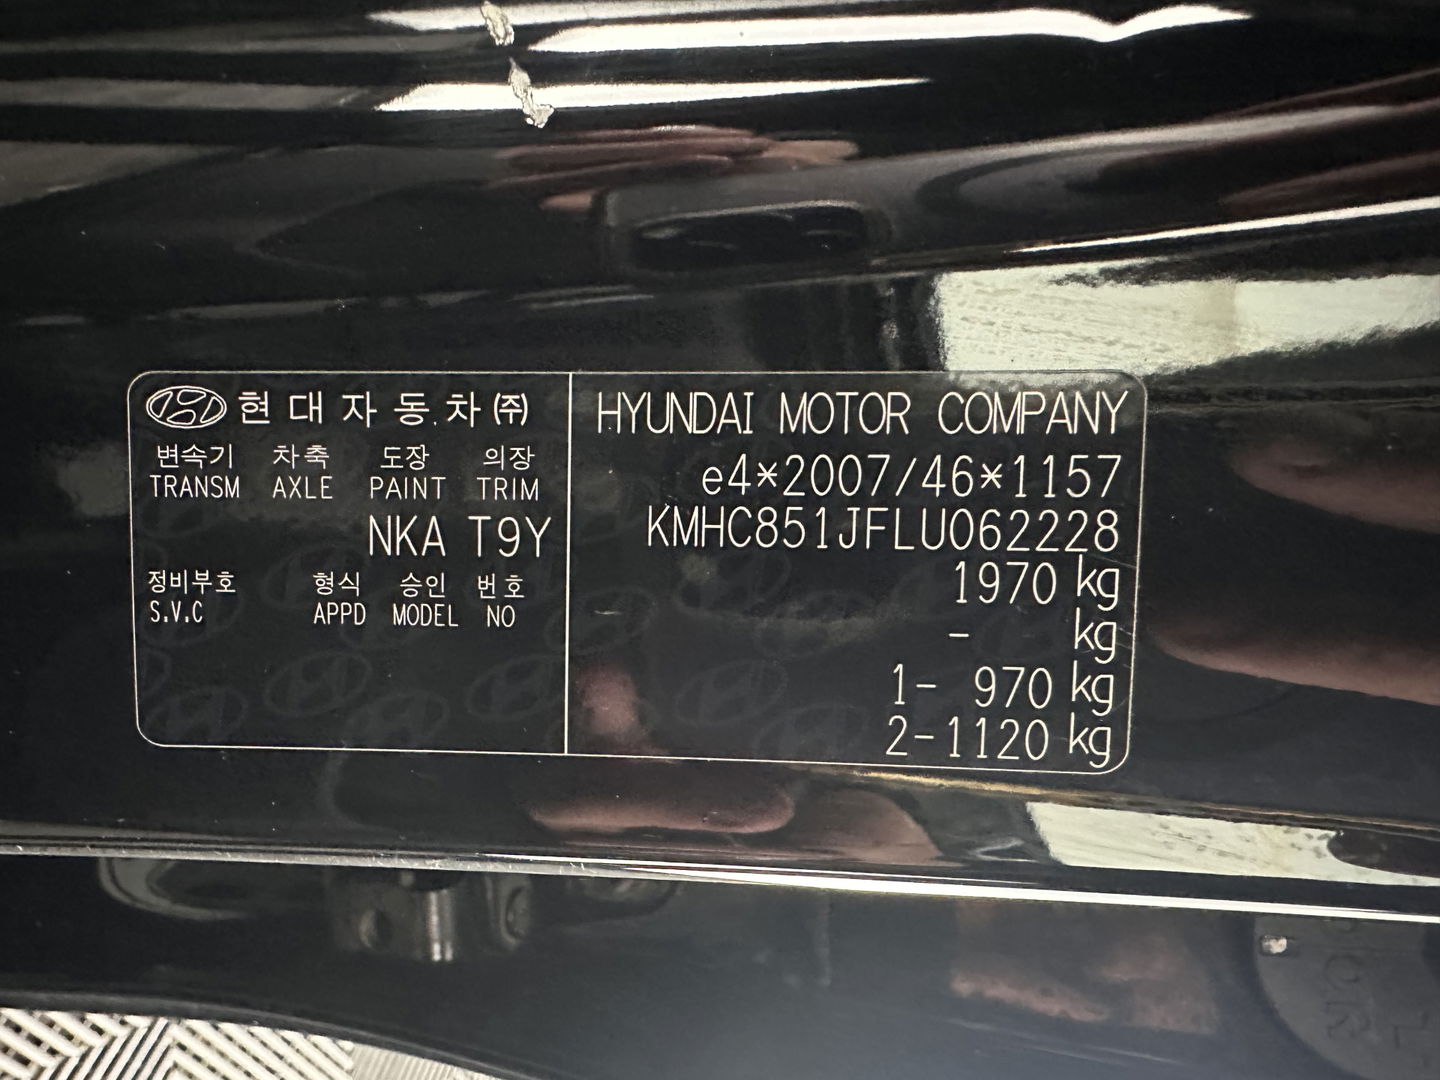 현대자동차㈜
변속기 차축 도장 의장
TRANSM AXLE PAINT TRIM
NKA T9Y
정비부호 형식 승인 번호
S.V.C APPD MODEL NO
HYUNDAI MOTOR COMPANY
e4*2007/46*1157
KMHC851JFLU062228
1970 kg
- kg
1- 970 kg
2-1120 kg